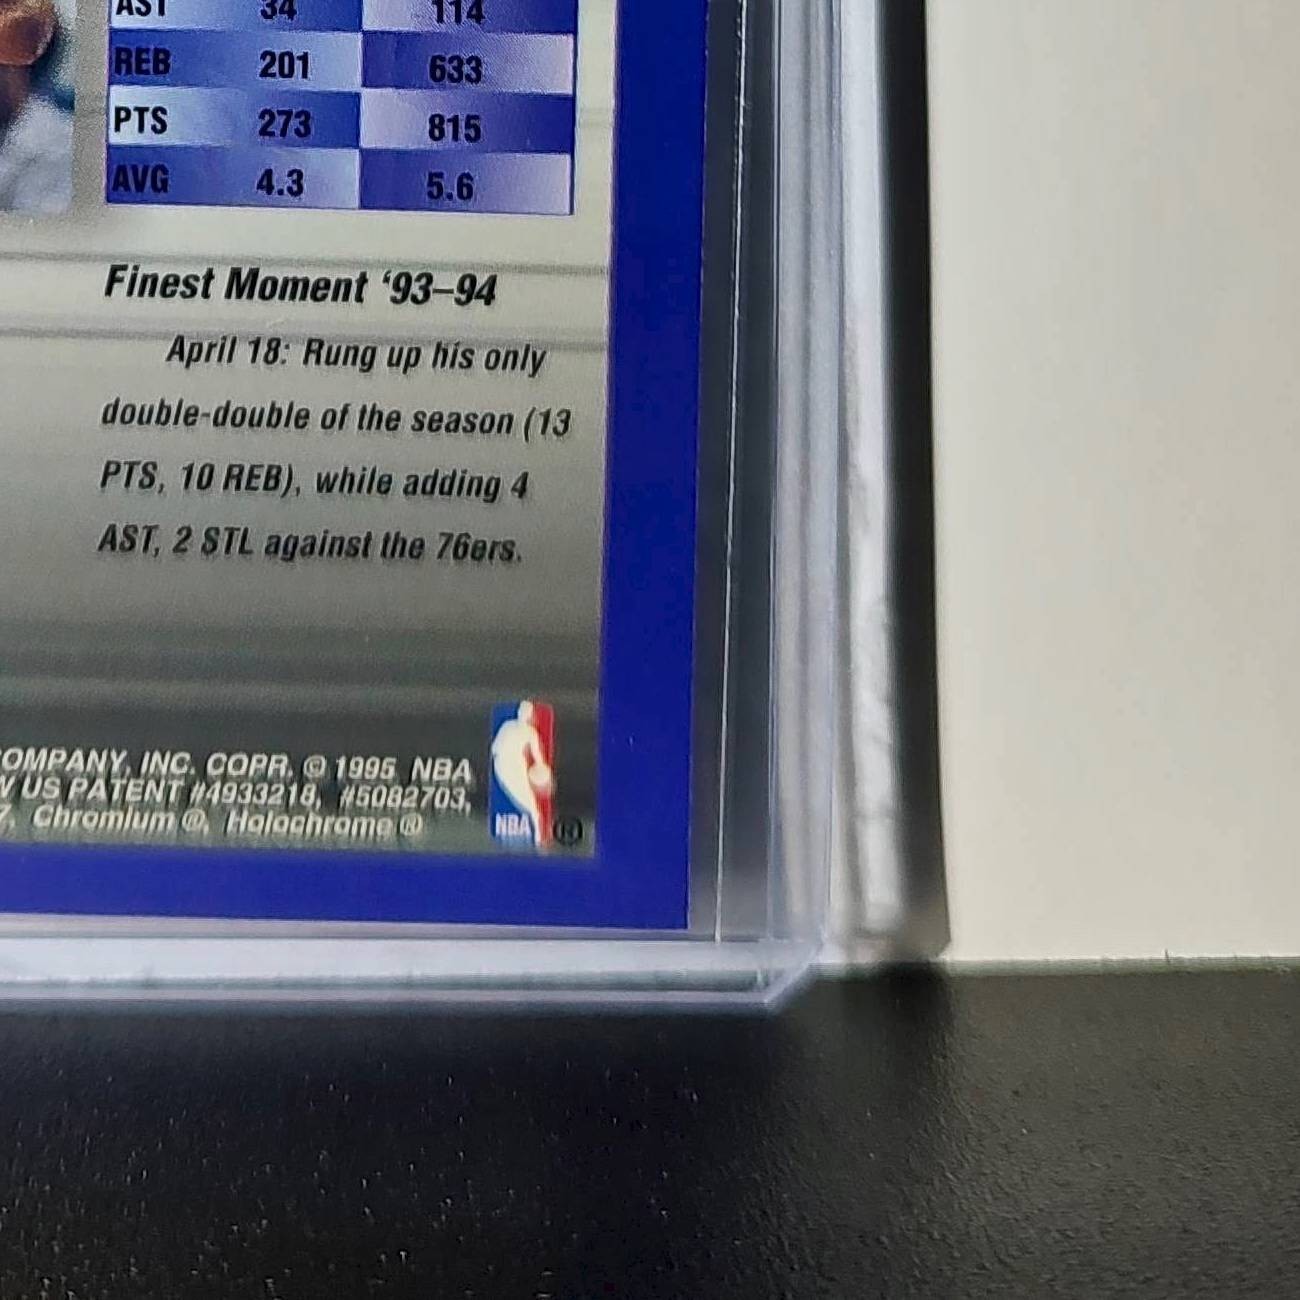 AST 34 114
REB 201 633
PTS 273 815
AVG 4.3 5.6
Finest Moment ‘93–94
April 18: Rung up his only
double-double of the season (13
PTS, 10 REB), while adding 4
AST, 2 STL against the 76ers.
COMPANY, INC. COPR. © 1995 NBA
US PATENT #4933218, #5082703,
7, Chromium ®, Holochrome ®
NBA ®